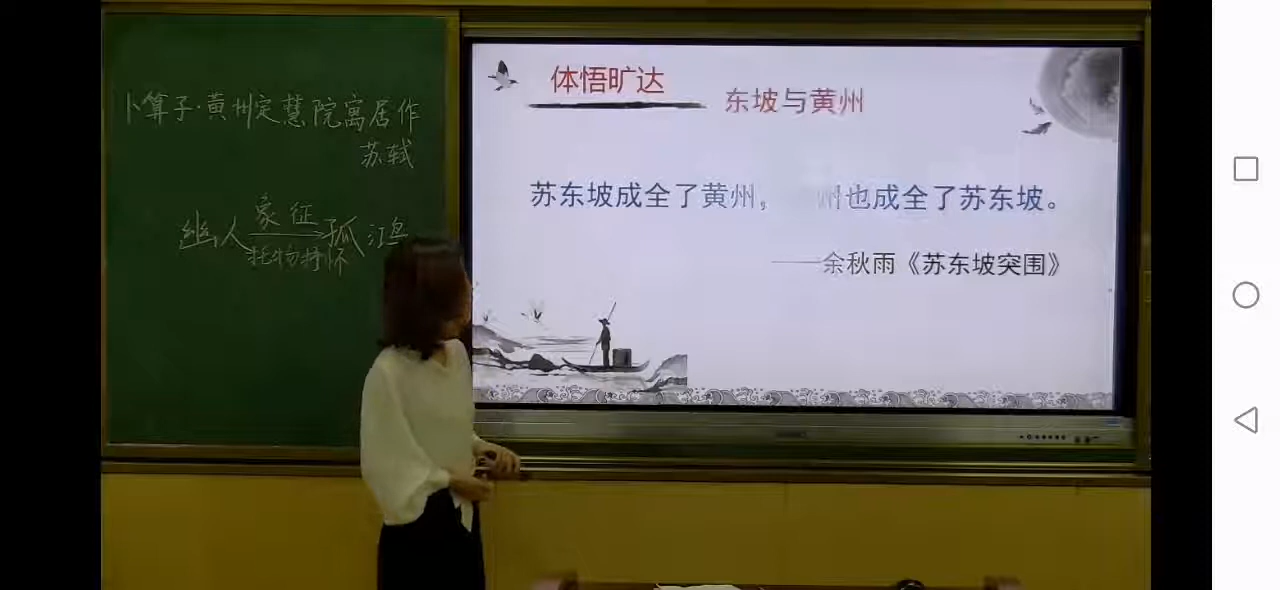 卜算子·黄州定慧院寓居作
苏轼
象征
幽人 孤鸿
托物抒怀
体悟旷达
东坡与黄州
苏东坡成全了黄州， 州也成全了苏东坡。
——余秋雨《苏东坡突围》